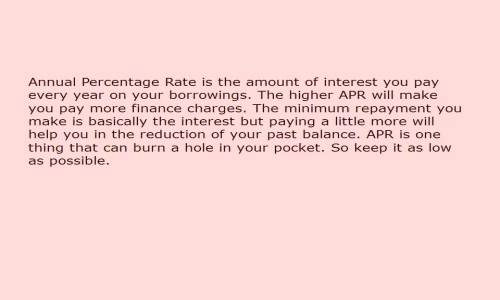 Annual Percentage Rate is the amount of interest you pay
every year on your borrowings. The higher APR will make
you pay more finance charges. The minimum repayment you
make is basically the interest but paying a little more will
help you in the reduction of your past balance. APR is one
thing that can burn a hole in your pocket. So keep it as low
as possible.